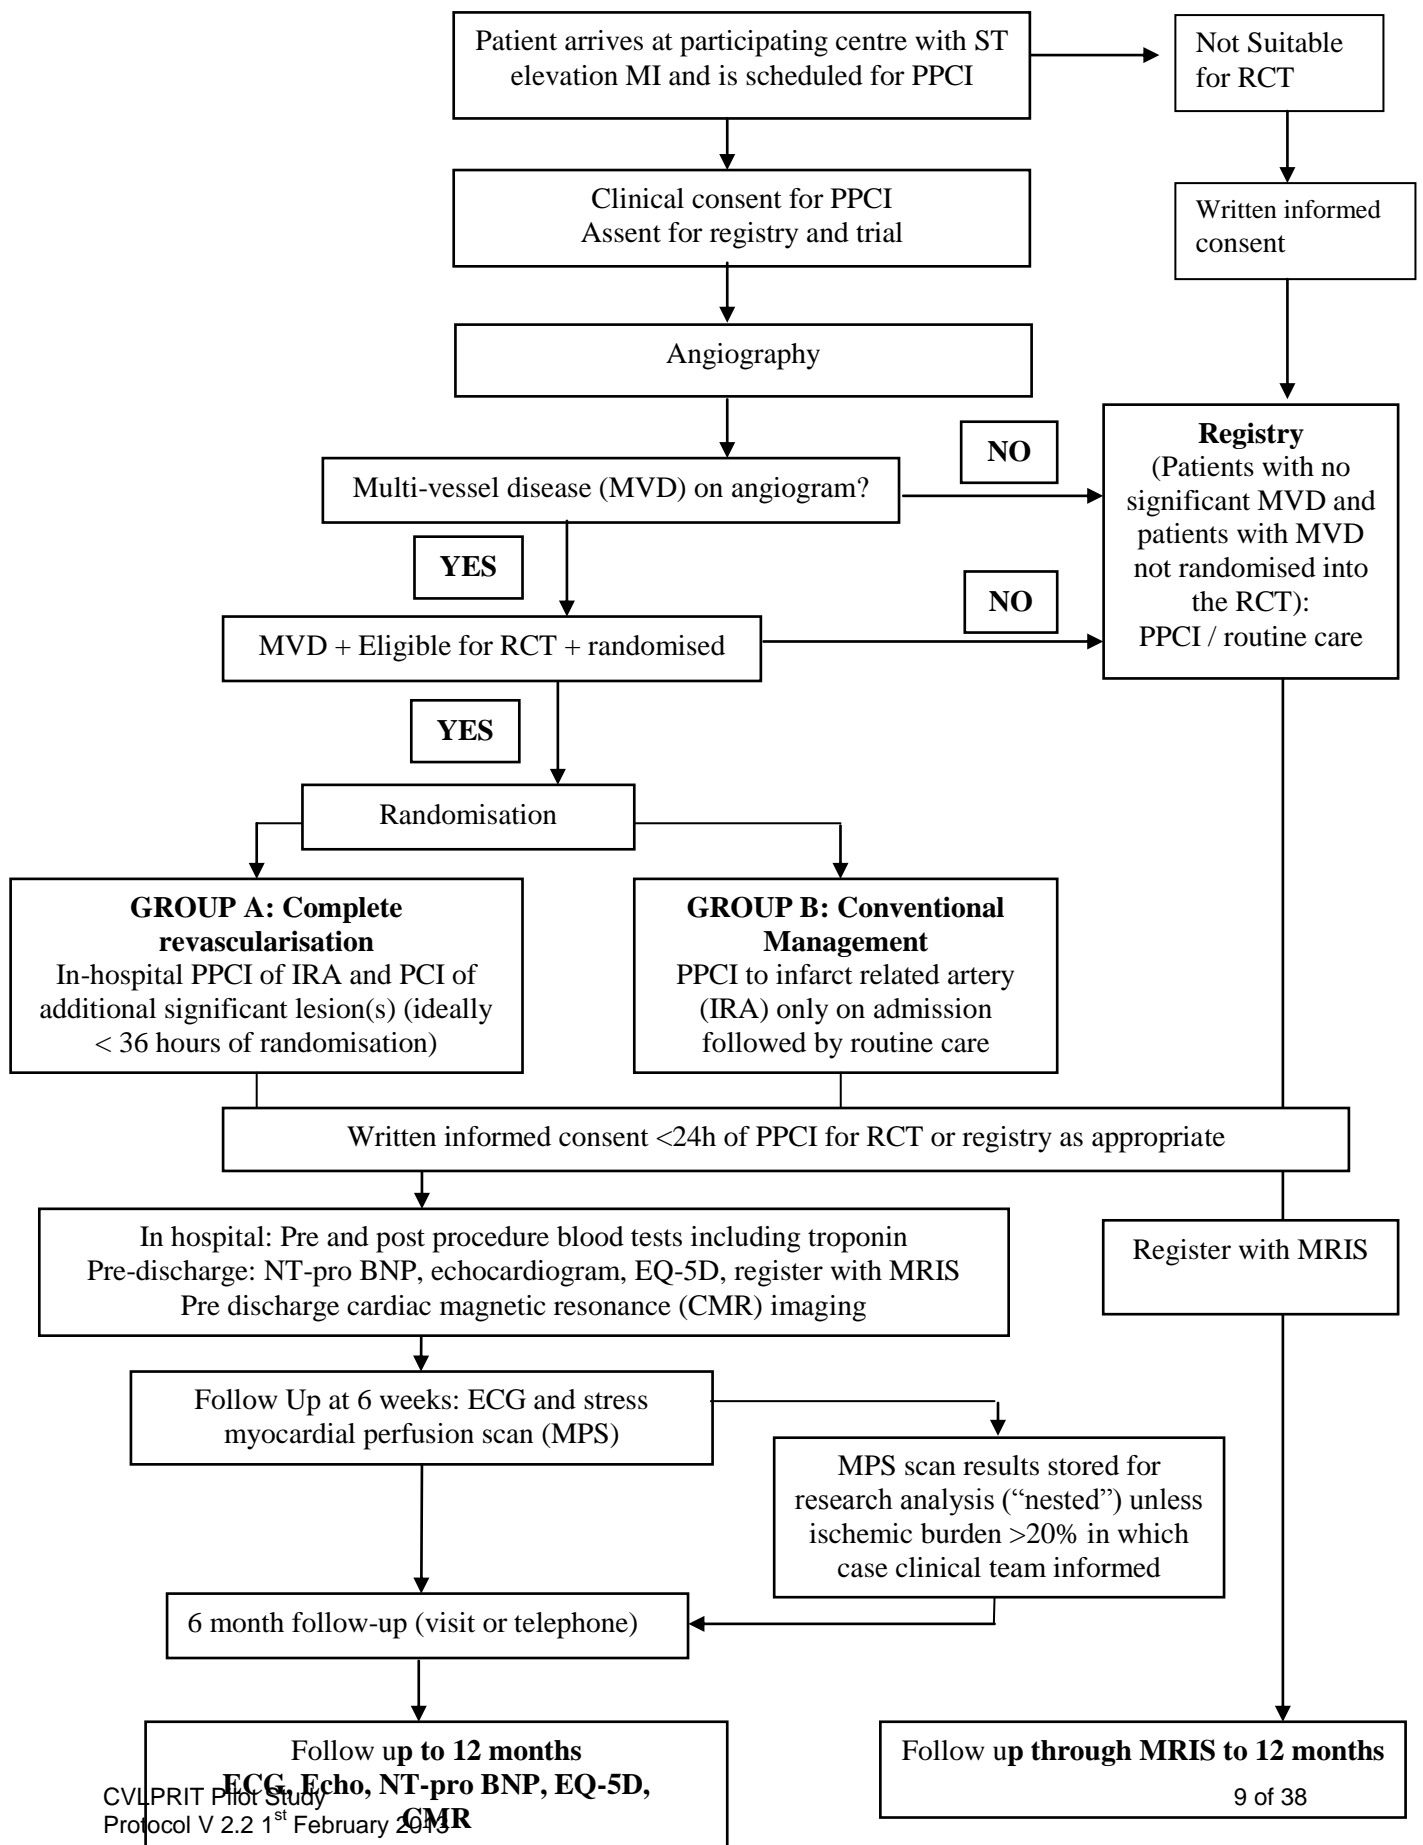 Patient arrives at participating centre with ST
elevation MI and is scheduled for PPCI
Not Suitable
for RCT
Clinical consent for PPCI
Assent for registry and trial
Written informed
consent
Angiography
Multi-vessel disease (MVD) on angiogram?
NO
YES
Registry
(Patients with no
significant MVD and
patients with MVD
not randomised into
the RCT):
PPCI / routine care
MVD + Eligible for RCT + randomised
NO
YES
Randomisation
GROUP A: Complete
revascularisation
In-hospital PPCI of IRA and PCI of
additional significant lesion(s) (ideally
< 36 hours of randomisation)
GROUP B: Conventional
Management
PPCI to infarct related artery
(IRA) only on admission
followed by routine care
Written informed consent <24h of PPCI for RCT or registry as appropriate
In hospital: Pre and post procedure blood tests including troponin
Pre-discharge: NT-pro BNP, echocardiogram, EQ-5D, register with MRIS
Pre discharge cardiac magnetic resonance (CMR) imaging
Register with MRIS
Follow Up at 6 weeks: ECG and stress
myocardial perfusion scan (MPS)
MPS scan results stored for
research analysis (“nested”) unless
ischemic burden >20% in which
case clinical team informed
6 month follow-up (visit or telephone)
Follow up to 12 months
ECG, Echo, NT-pro BNP, EQ-5D,
CMR
Follow up through MRIS to 12 months
CVLPRIT Pilot Study
Protocol V 2.2 1st February 2013
9 of 38